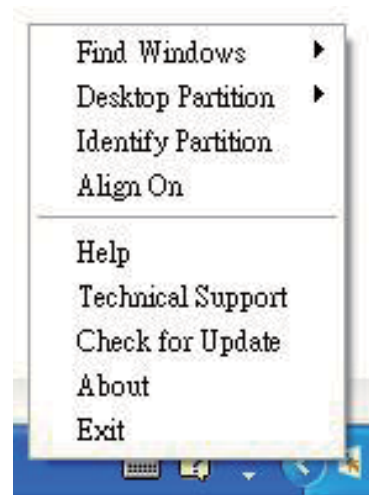 Find Windows
Desktop Partition
Identify Partition
Align On
Help
Technical Support
Check for Update
About
Exit